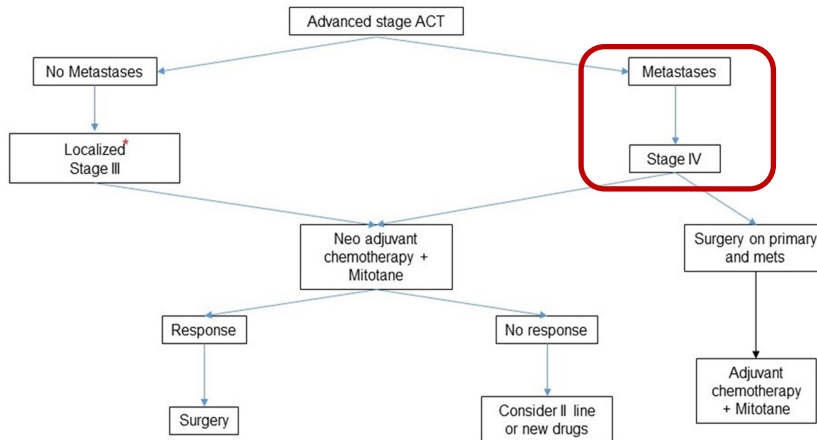 Advanced stage ACT
No Metastases
Metastases
Localized*
Stage III
Stage IV
Neo adjuvant
chemotherapy +
Mitotane
Surgery on primary
and mets
Response
No response
Surgery
Consider II line
or new drugs
Adjuvant
chemotherapy
+ Mitotane